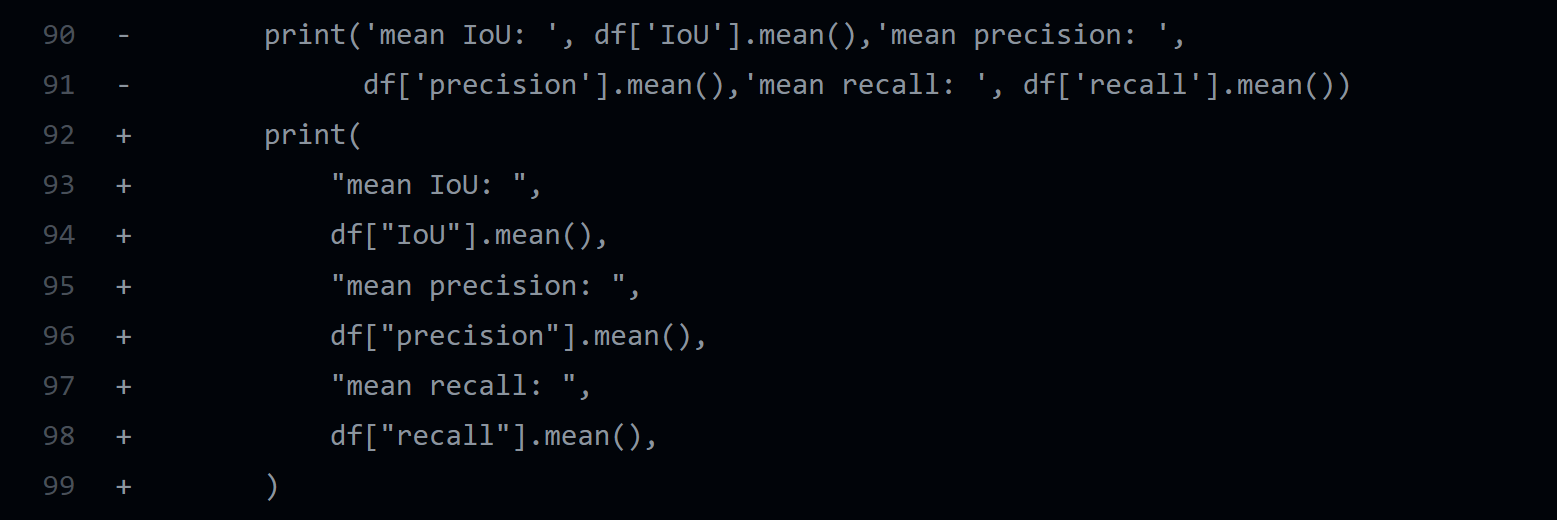 90 - print('mean IoU: ', df['IoU'].mean(),'mean precision: ',
91 - df['precision'].mean(),'mean recall: ', df['recall'].mean())
92 + print(
93 + "mean IoU: ",
94 + df["IoU"].mean(),
95 + "mean precision: ",
96 + df["precision"].mean(),
97 + "mean recall: ",
98 + df["recall"].mean(),
99 + )